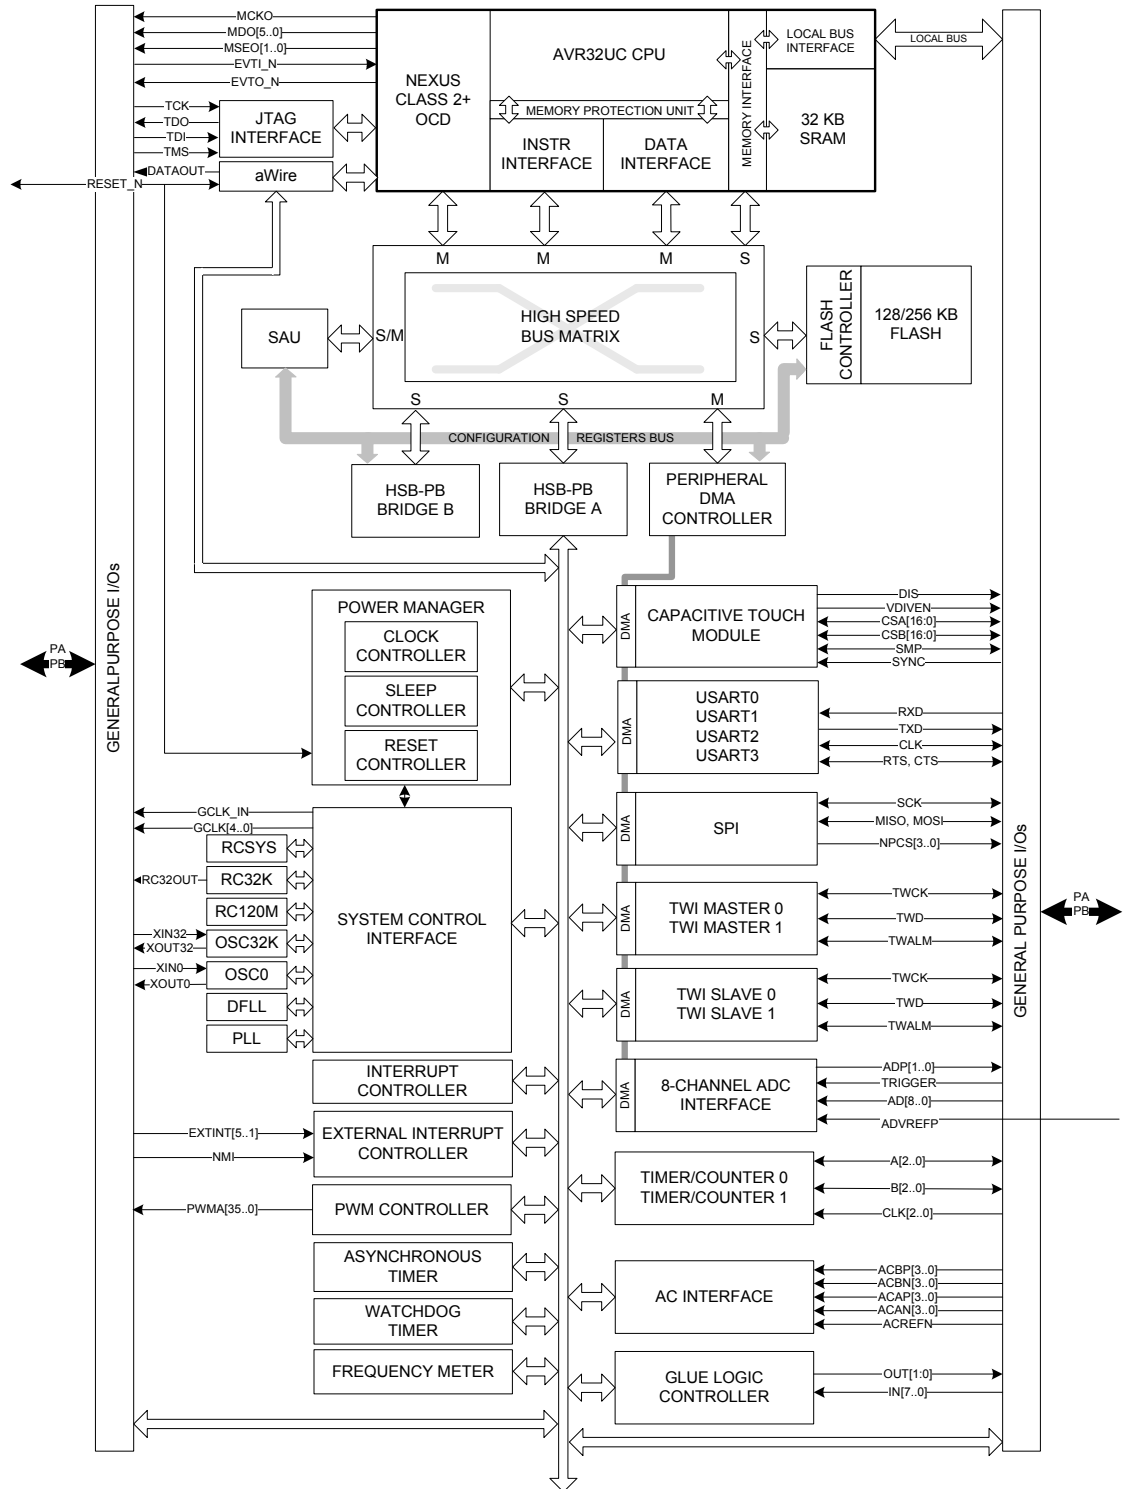 MCKO
MDO[5..0]
MSEO[1..0]
EVTI_N
EVTO_N
TCK
TDO
TDI
TMS
JTAG
INTERFACE
DATAOUT
RESET_N
aWire
NEXUS
CLASS 2+
OCD
AVR32UC CPU
MEMORY PROTECTION UNIT
INSTR
INTERFACE
DATA
INTERFACE
MEMORY INTERFACE
LOCAL BUS
INTERFACE
32 KB
SRAM
LOCAL BUS
M
M
M
S
S/M
S
HIGH SPEED
BUS MATRIX
SAU
FLASH
CONTROLLER
128/256 KB
FLASH
S
S
M
CONFIGURATION
REGISTERS BUS
HSB-PB
BRIDGE B
HSB-PB
BRIDGE A
PERIPHERAL
DMA
CONTROLLER
GENERALPURPOSE I/Os
PA
PB
POWER MANAGER
CLOCK
CONTROLLER
SLEEP
CONTROLLER
RESET
CONTROLLER
GCLK_IN
GCLK[4..0]
RCSYS
RC32OUT
RC32K
RC120M
XIN32
XOUT32
OSC32K
XIN0
XOUT0
OSC0
DFLL
PLL
SYSTEM CONTROL
INTERFACE
INTERRUPT
CONTROLLER
EXTINT[5..1]
NMI
EXTERNAL INTERRUPT
CONTROLLER
PWMA[35..0]
PWM CONTROLLER
ASYNCHRONOUS
TIMER
WATCHDOG
TIMER
FREQUENCY METER
DMA
CAPACITIVE TOUCH
MODULE
DIS
VDIVEN
CSA[16:0]
CSB[16:0]
SMP
SYNC
DMA
USART0
USART1
USART2
USART3
RXD
TXD
CLK
RTS, CTS
DMA
SPI
SCK
MISO, MOSI
NPCS[3..0]
DMA
TWI MASTER 0
TWI MASTER 1
TWCK
TWD
TWALM
DMA
TWI SLAVE 0
TWI SLAVE 1
TWCK
TWD
TWALM
DMA
8-CHANNEL ADC
INTERFACE
ADP[1..0]
TRIGGER
AD[8..0]
ADVREFP
TIMER/COUNTER 0
TIMER/COUNTER 1
A[2..0]
B[2..0]
CLK[2..0]
AC INTERFACE
ACBP[3..0]
ACBN[3..0]
ACAP[3..0]
ACAN[3..0]
ACREFN
GLUE LOGIC
CONTROLLER
OUT[1:0]
IN[7..0]
GENERAL PURPOSE I/Os
PA
PB